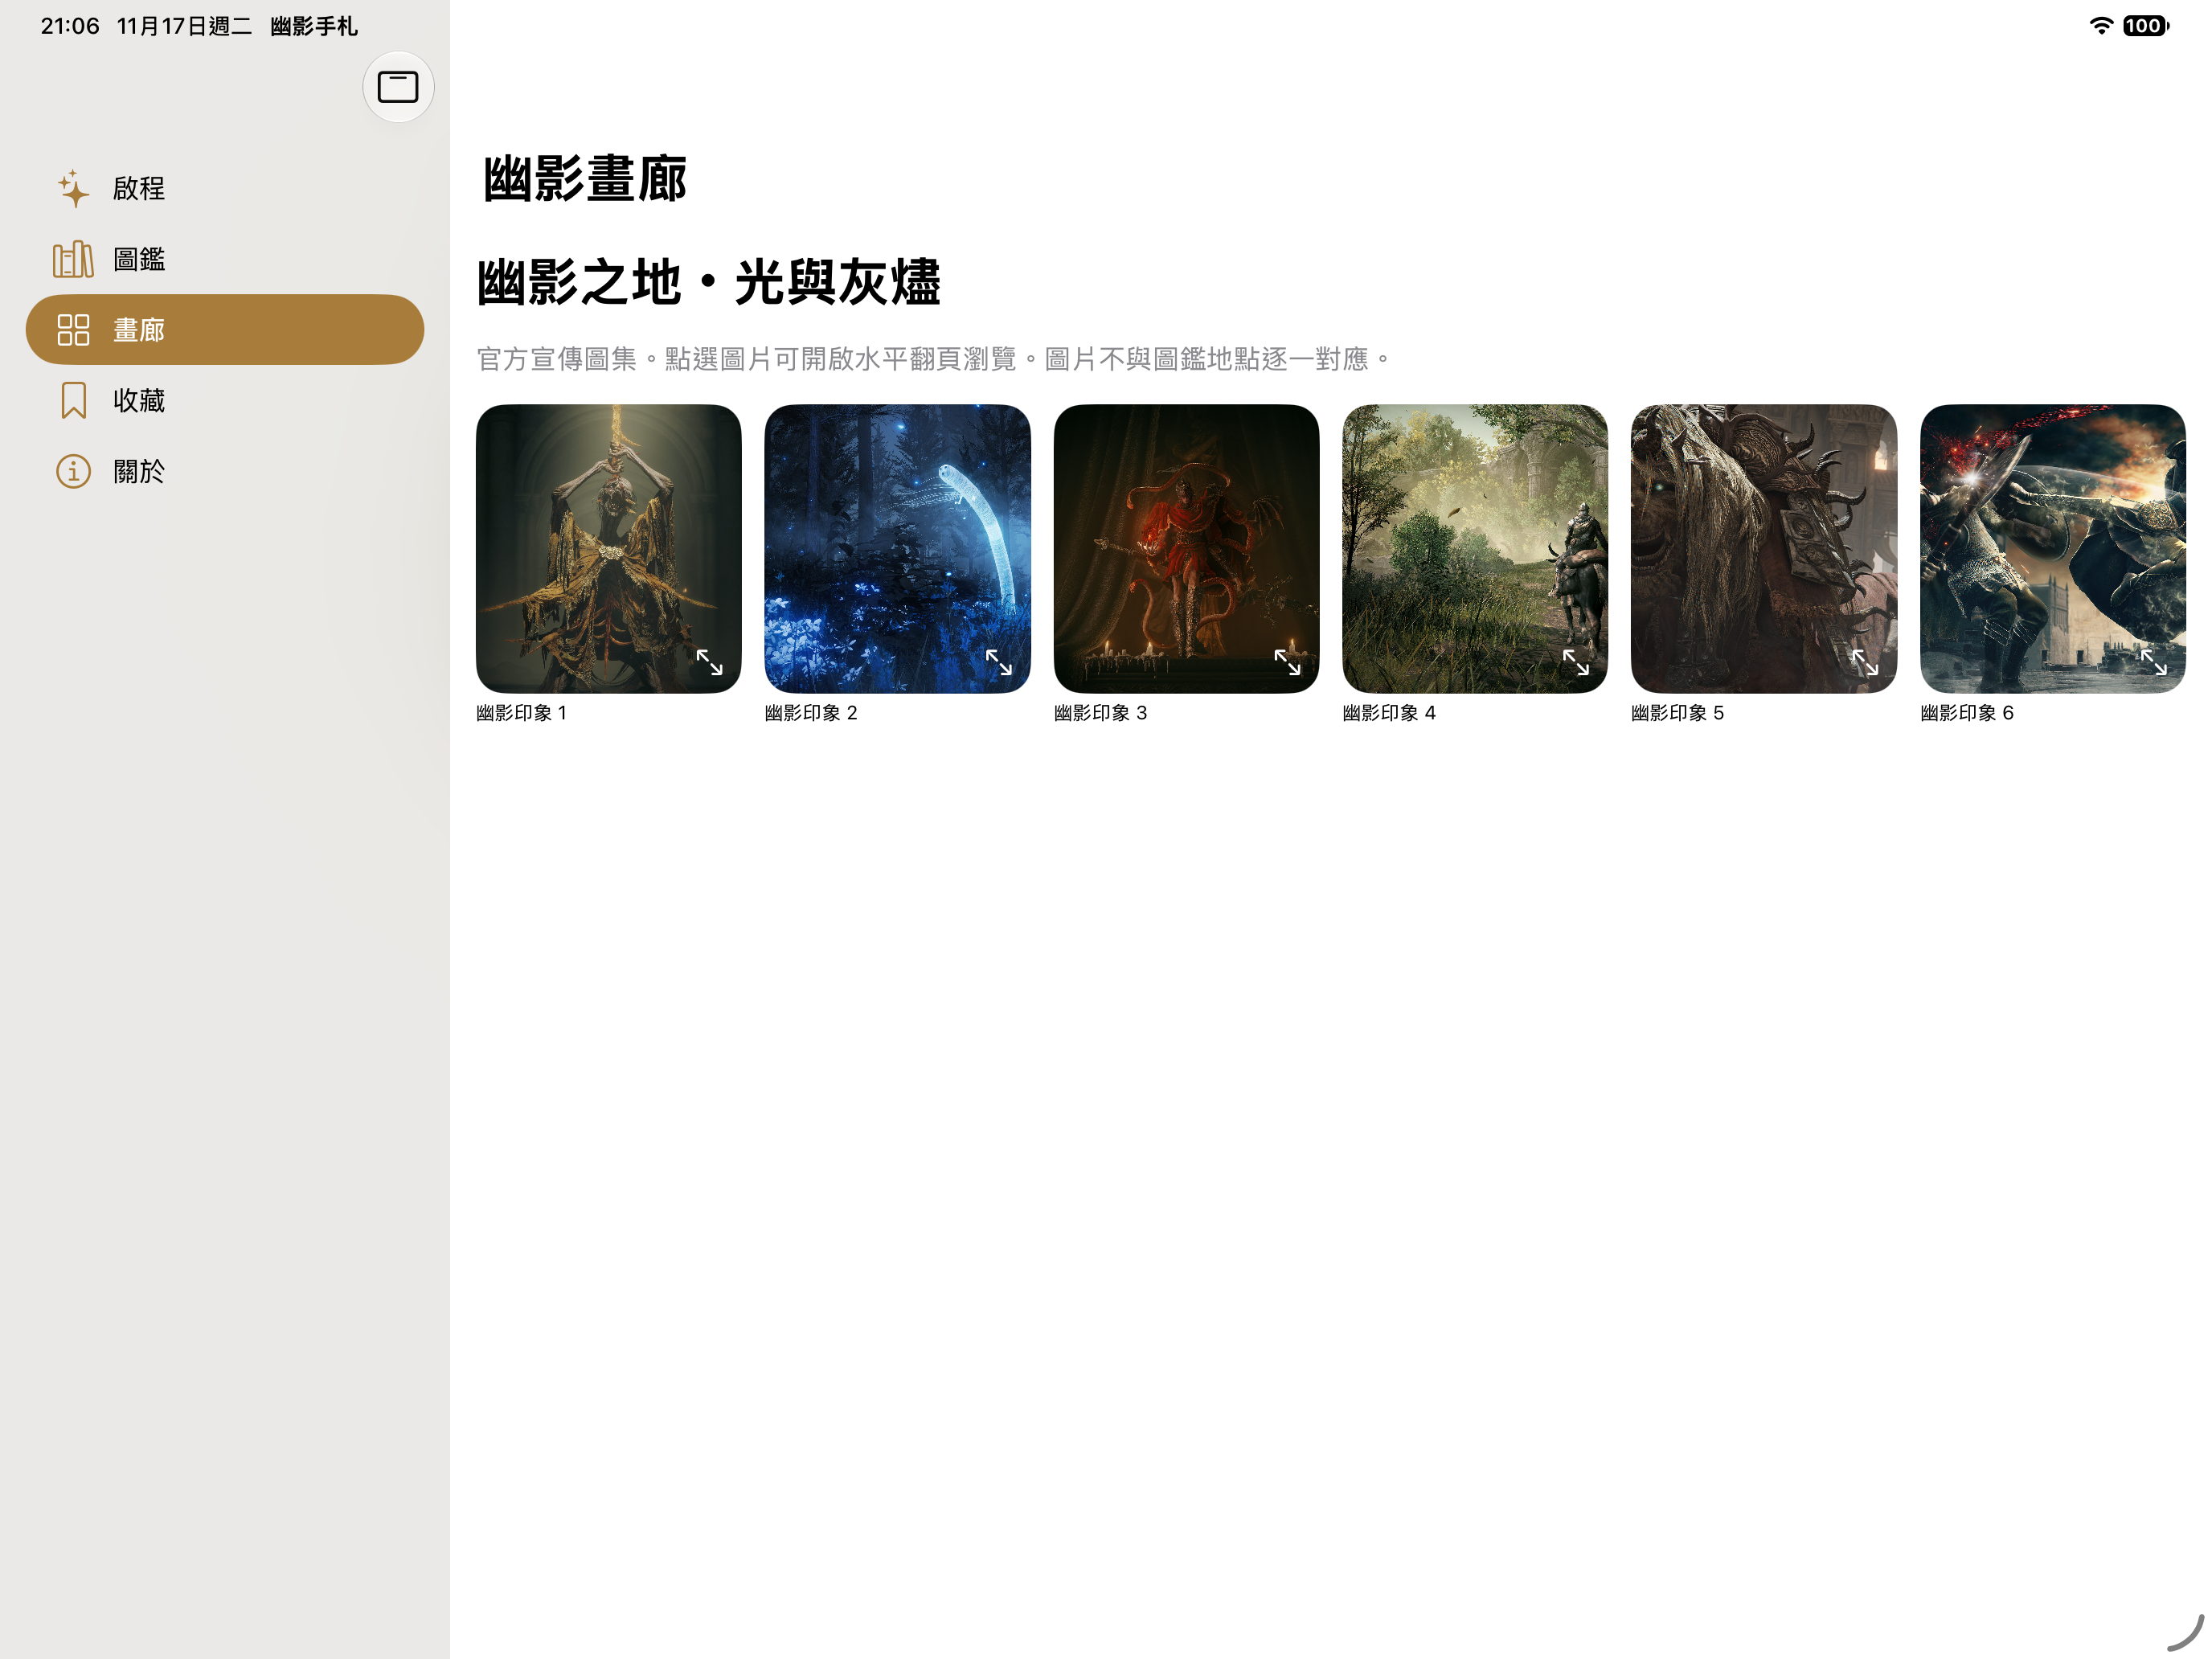 21:06 11月17日週二 幽影手札
100
啟程
圖鑑
畫廊
收藏
關於
幽影畫廊
幽影之地・光與灰燼
官方宣傳圖集。點選圖片可開啟水平翻頁瀏覽。圖片不與圖鑑地點逐一對應。
幽影印象 1
幽影印象 2
幽影印象 3
幽影印象 4
幽影印象 5
幽影印象 6